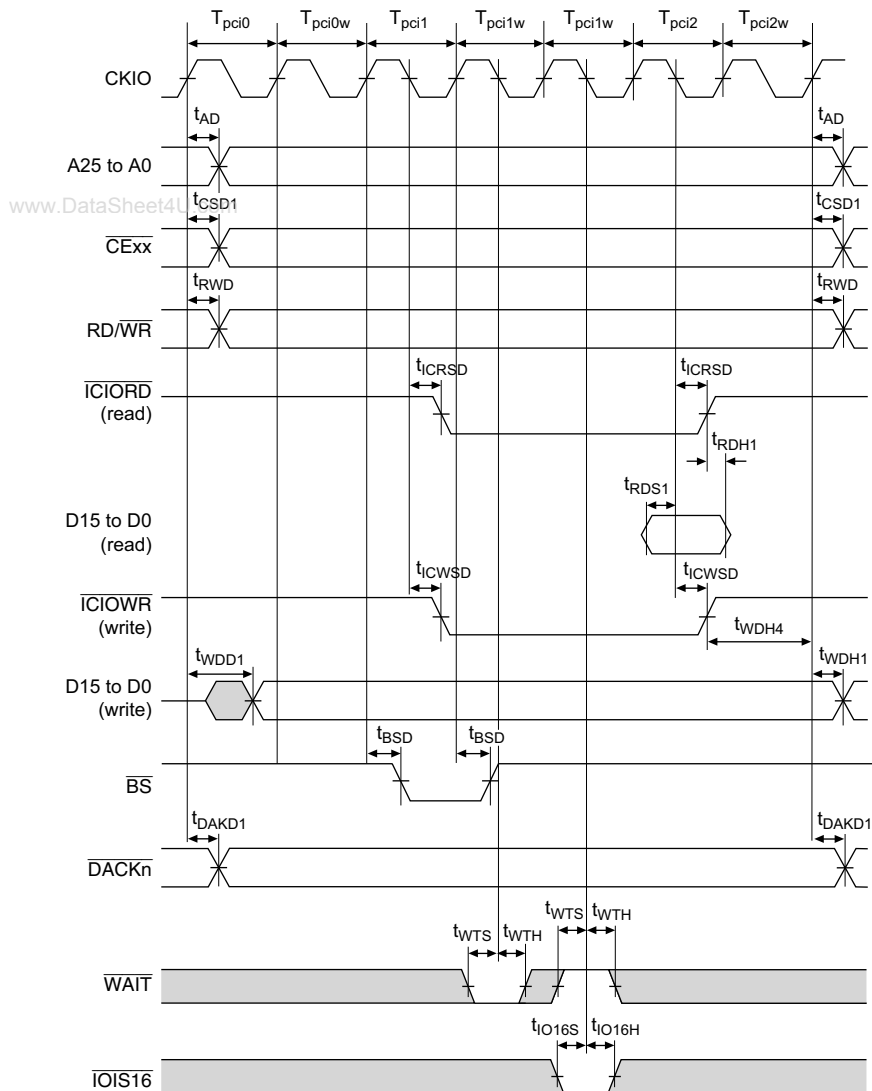 Tpci0 Tpci0w Tpci1 Tpci1w Tpci1w Tpci2 Tpci2w
CKIO
tAD tAD
A25 to A0
www.DataSheet4U.com
tCSD1 tCSD1
CExx
tRWD tRWD
RD/WR
tICRSD tICRSD
ICIORD
(read)
tRDH1
tRDS1
D15 to D0
(read)
tICWSD tICWSD
ICIOWR
(write)
tWDH4
tWDD1 tWDH1
D15 to D0
(write)
tBSD tBSD
BS
tDAKD1 tDAKD1
DACKn
tWTS tWTH tWTS tWTH
WAIT
tIO16S tIO16H
IOIS16